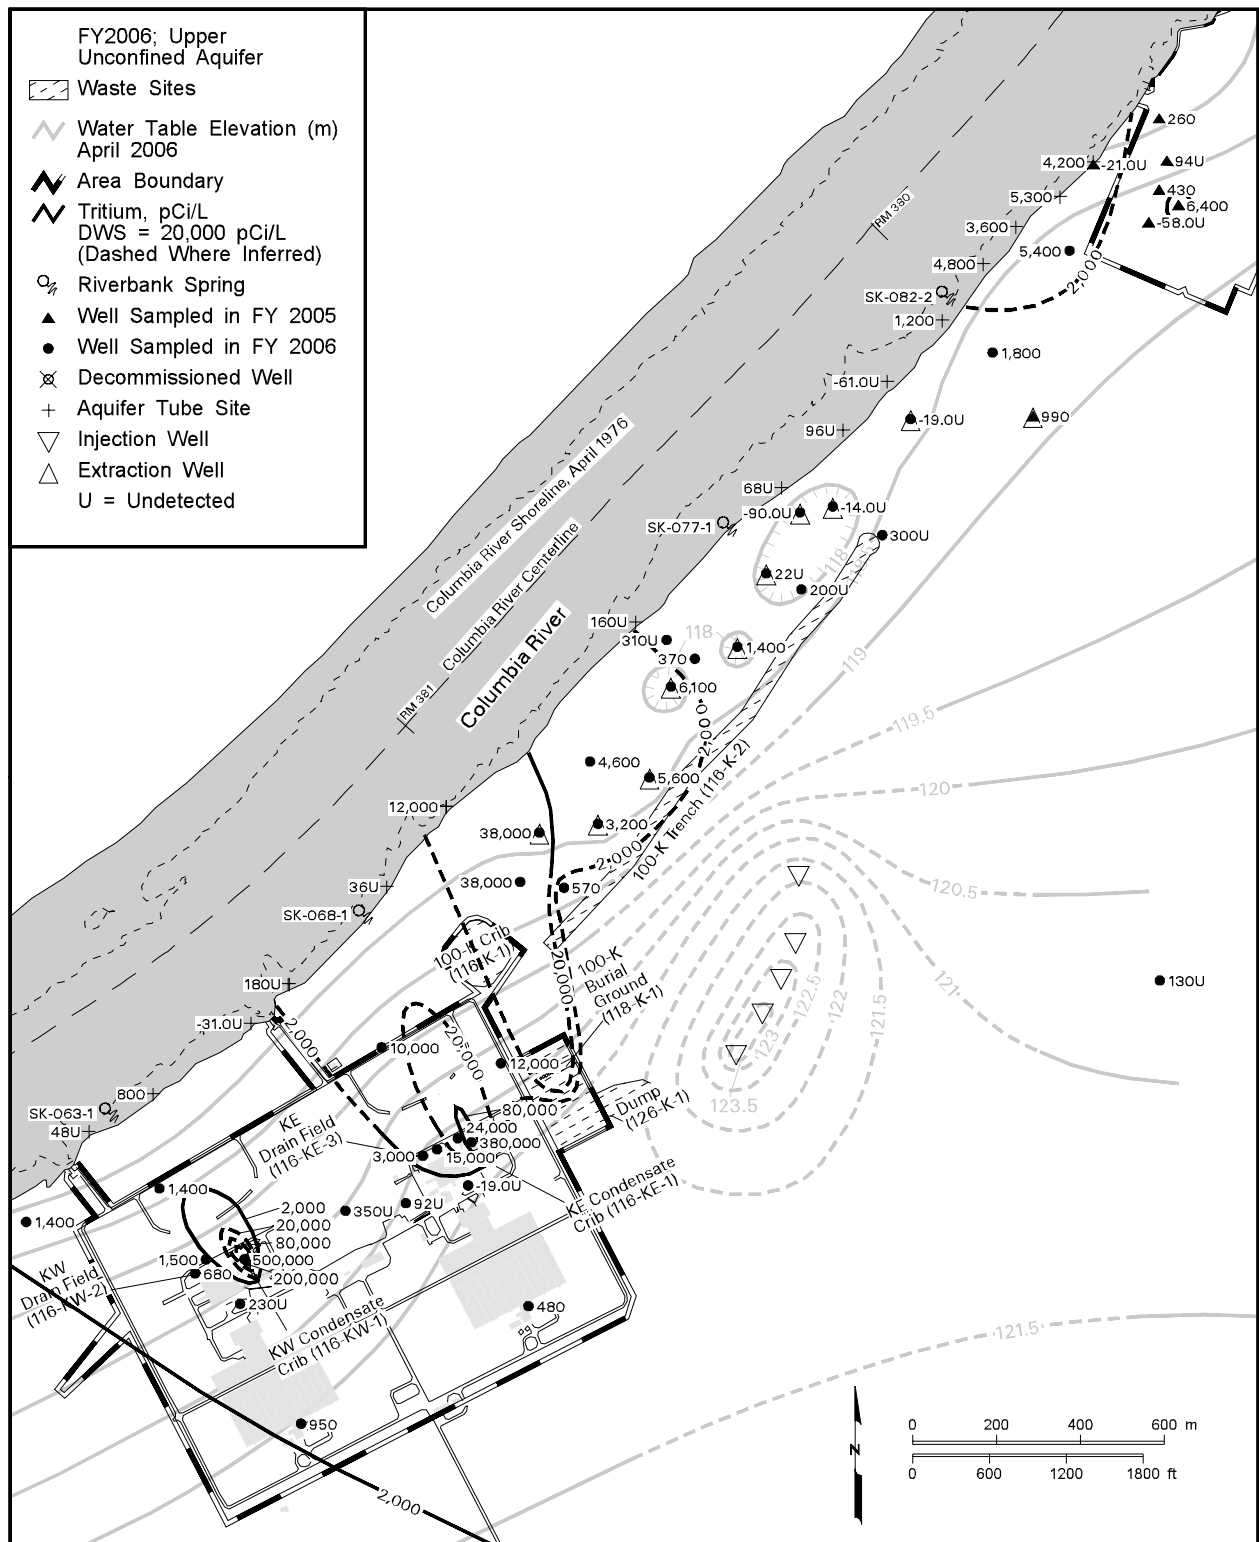 FY2006; Upper
Unconfined Aquifer
Waste Sites
Water Table Elevation (m)
April 2006
Area Boundary
Tritium, pCi/L
DWS = 20,000 pCi/L
(Dashed Where Inferred)
Riverbank Spring
Well Sampled in FY 2005
Well Sampled in FY 2006
Decommissioned Well
Aquifer Tube Site
Injection Well
Extraction Well
U = Undetected
260
4,200
-21.0U
94U
430
5,300
6,400
RM 380
-58.0U
3,600
5,400
4,800
2,000
SK-082-2
1,200
1,800
-61.0U
-19.0U
990
96U
Columbia River Shoreline, April 1976
68U
-90.0U
-14.0U
SK-077-1
300U
118
118.5
22U
200U
Columbia River Centerline
Columbia River
160U
310U
118
1,400
370
119
6,100
RM 381
2,000
119.5
4,600
5,600
100-K Trench (116-K-2)
120
12,000
3,200
38,000
2,000
38,000
570
36U
120.5
SK-068-1
100-K Crib
(116-K-1)
20,000
100-K
Burial
Ground
(118-K-1)
121
130U
180U
-31.0U
2,000
122.5
122
121.5
10,000
20,000
123
12,000
123.5
800
SK-063-1
48U
80,000
Dump
(126-K-1)
KE
Drain Field
(116-KE-3)
24,000
380,000
3,000
15,000
-19.0U
KE Condensate
Crib (116-KE-1)
1,400
92U
350U
1,400
2,000
20,000
80,000
1,500
500,000
680
200,000
KW
Drain Field
(116-KW-2)
230U
480
KW Condensate
Crib (116-KW-1)
121.5
950
2,000
N
0 200 400 600 m
0 600 1200 1800 ft